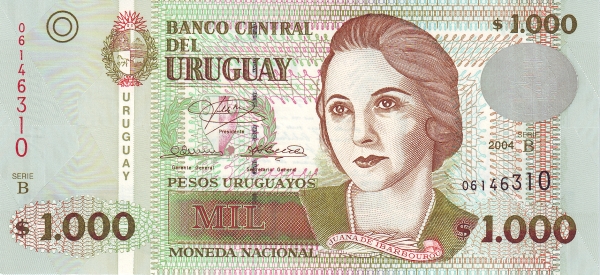 06146310
SERIE
B
URUGUAY
$ 1.000
BANCO CENTRAL
DEL
URUGUAY
Presidente
Gerente General
Secretario General
PESOS URUGUAYOS
MIL
MONEDA NACIONAL
JUANA DE IBARBOUROU
$ 1.000
SERIE
2004 B
06146310
$ 1.000